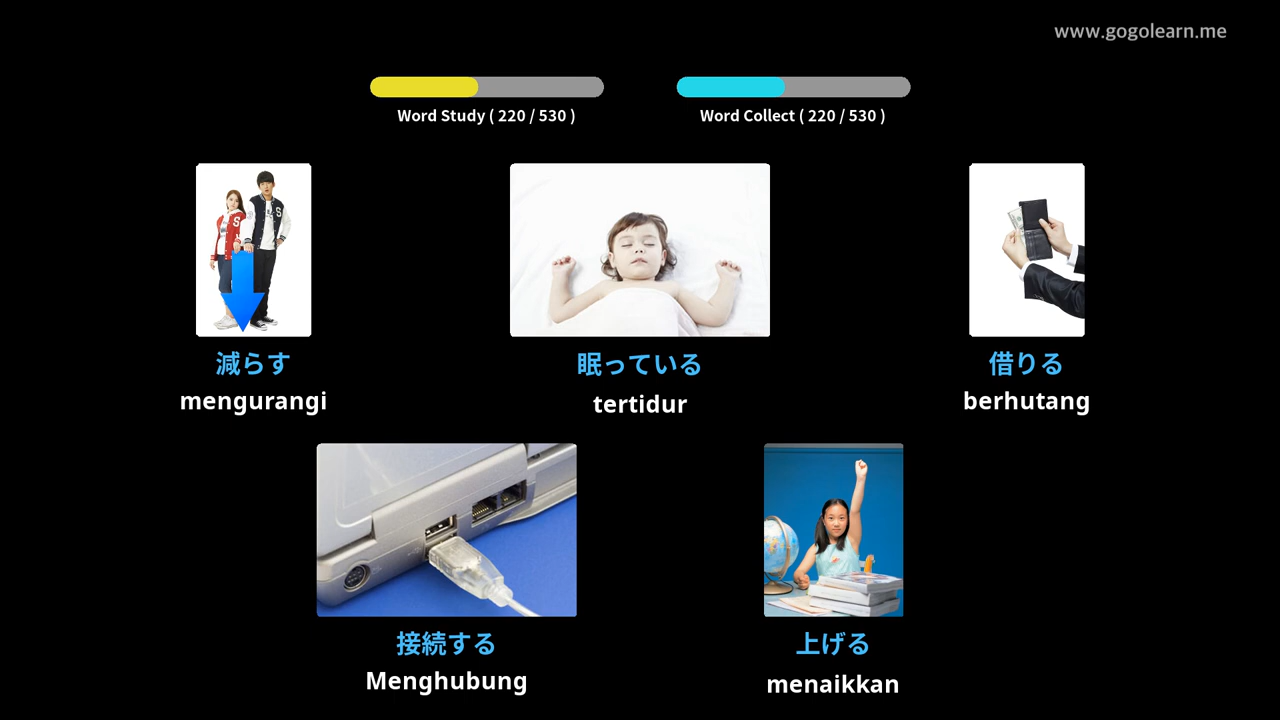 www.gogolearn.me
Word Study ( 220 / 530 )
Word Collect ( 220 / 530 )
減らす
mengurangi
眠っている
tertidur
借りる
berhutang
接続する
Menghubung
上げる
menaikkan